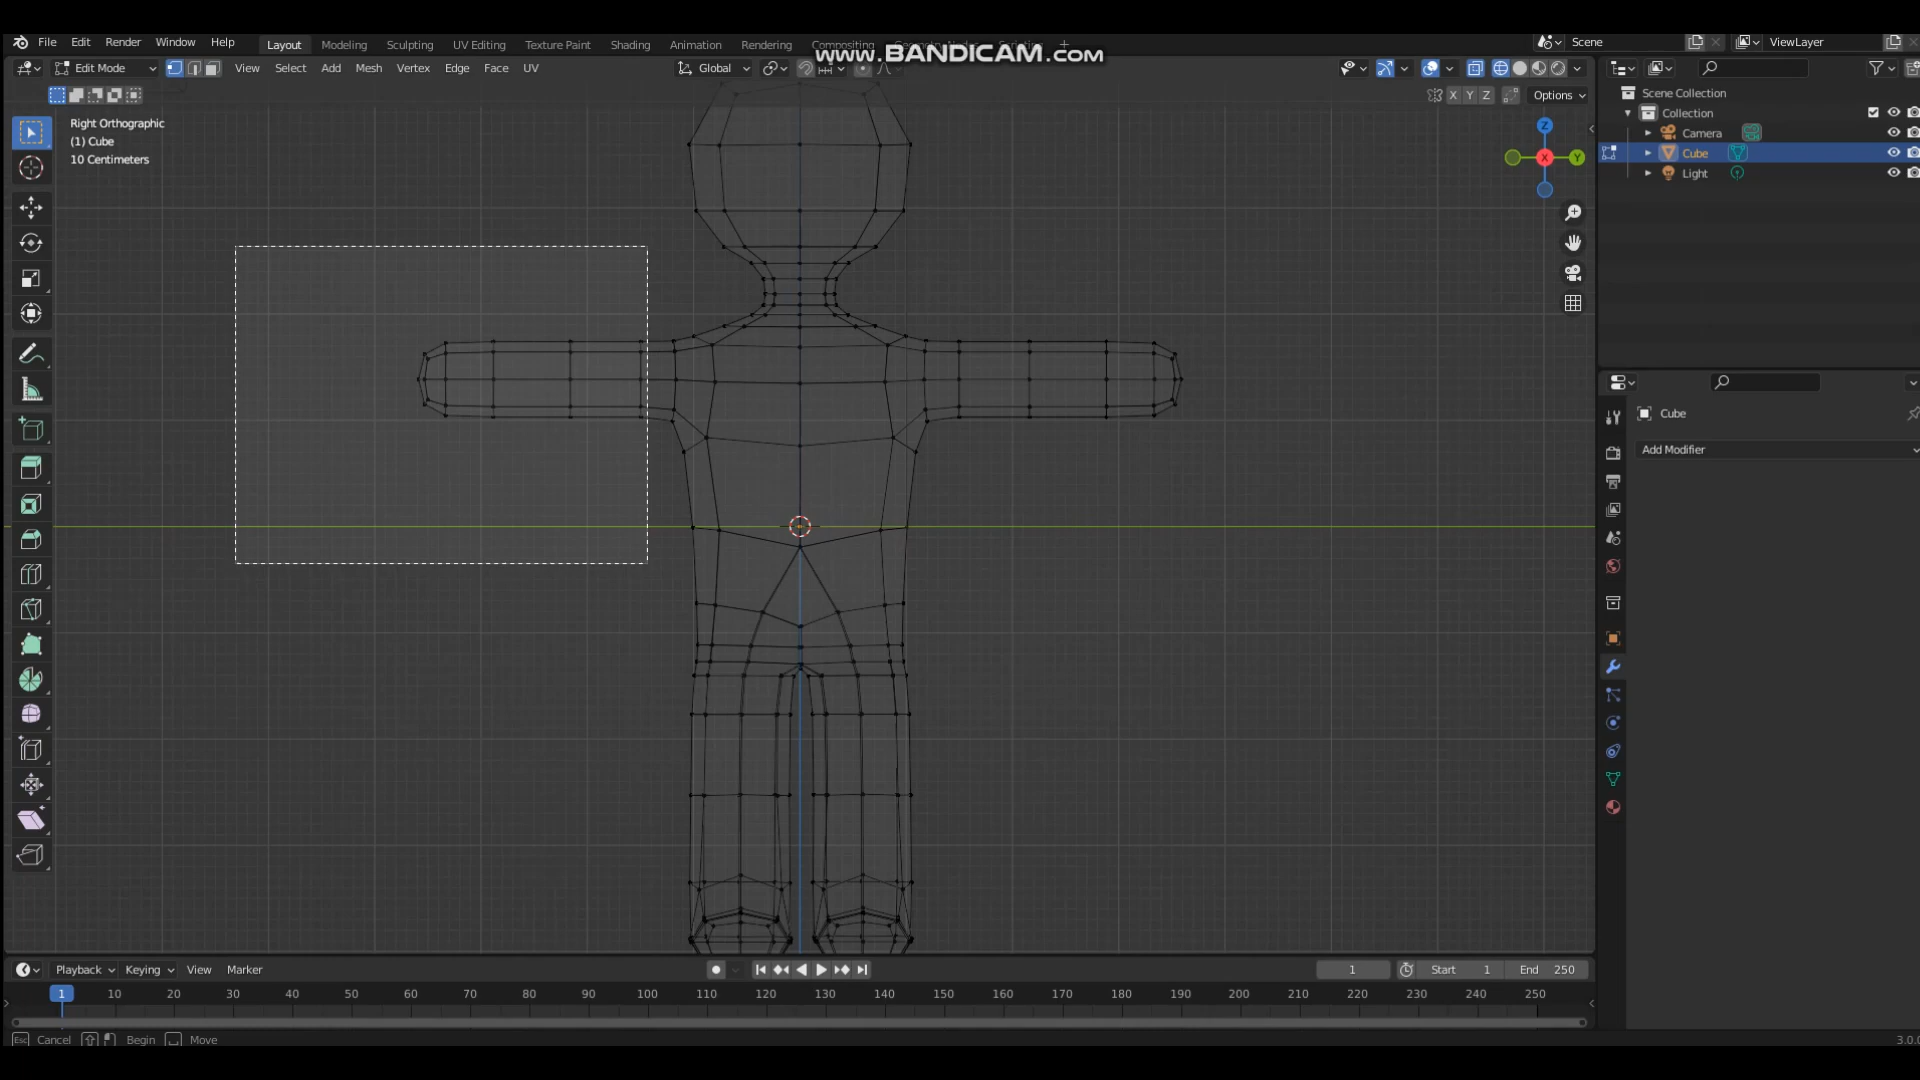 File Edit Render Window Help Layout Modeling Sculpting UV Editing Texture Paint Shading Animation Rendering Compositing
www.BANDICAM.com
Scene ViewLayer
Edit Mode View Select Add Mesh Vertex Edge Face UV Global
X Y Z Options
Right Orthographic
(1) Cube
10 Centimeters
Z
X
Y
Scene Collection
Collection
Camera
Cube
Light
Cube
Add Modifier
Playback Keying View Marker 1 Start 1 End 250
1 10 20 30 40 50 60 70 80 90 100 110 120 130 140 150 160 170 180 190 200 210 220 230 240 250
Esc Cancel Begin Move 3.0.0